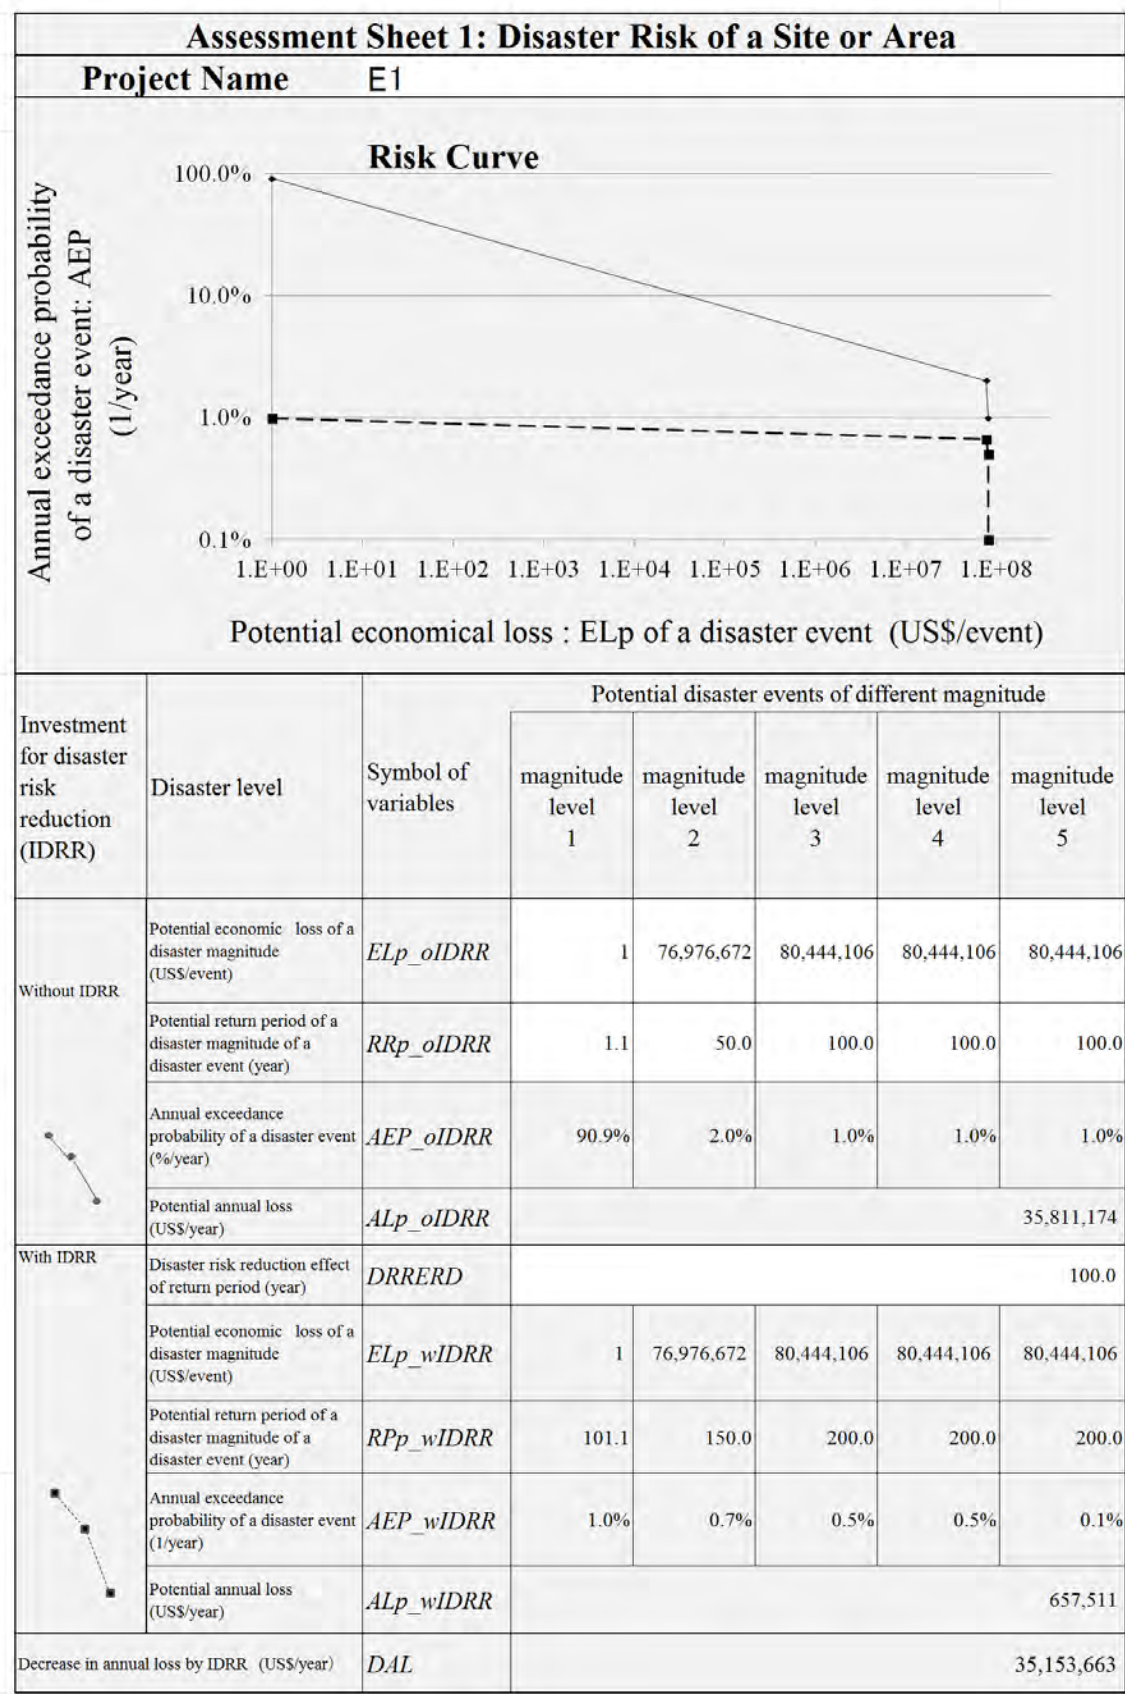 Assessment Sheet 1: Disaster Risk of a Site or Area
Project Name E1
Risk Curve
Annual exceedance probability
of a disaster event: AEP
(1/year)
100.0%
10.0%
1.0%
0.1%
1.E+00 1.E+01 1.E+02 1.E+03 1.E+04 1.E+05 1.E+06 1.E+07 1.E+08
Potential economical loss : ELp of a disaster event (US$/event)
Investment
for disaster
risk
reduction
(IDRR)
Disaster level
Symbol of
variables
Potential disaster events of different magnitude
magnitude
level
1
magnitude
level
2
magnitude
level
3
magnitude
level
4
magnitude
level
5
Without IDRR
Potential economic loss of a
disaster magnitude
(US$/event)
ELp_oIDRR
1 76,976,672 80,444,106 80,444,106 80,444,106
Potential return period of a
disaster magnitude of a
disaster event (year)
RRp_oIDRR
1.1 50.0 100.0 100.0 100.0
Annual exceedance
probability of a disaster event
(%/year)
AEP_oIDRR
90.9% 2.0% 1.0% 1.0% 1.0%
Potential annual loss
(US$/year)
ALp_oIDRR
35,811,174
With IDRR
Disaster risk reduction effect
of return period (year)
DRRERD
100.0
Potential economic loss of a
disaster magnitude
(US$/event)
ELp_wIDRR
1 76,976,672 80,444,106 80,444,106 80,444,106
Potential return period of a
disaster magnitude of a
disaster event (year)
RPp_wIDRR
101.1 150.0 200.0 200.0 200.0
Annual exceedance
probability of a disaster event
(1/year)
AEP_wIDRR
1.0% 0.7% 0.5% 0.5% 0.1%
Potential annual loss
(US$/year)
ALp_wIDRR
657,511
Decrease in annual loss by IDRR (US$/year)
DAL
35,153,663